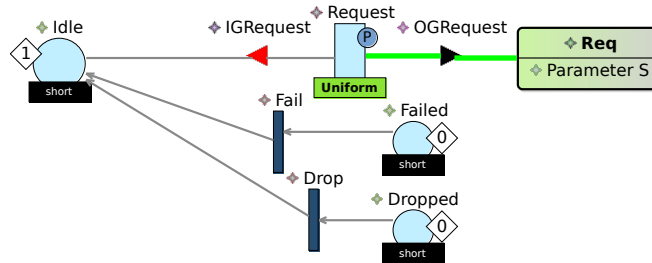 Request
Idle
IGRequest
OGRequest
1
P
Req
Parameter S
short
Uniform
Fail
Failed
0
short
Drop
Dropped
0
short